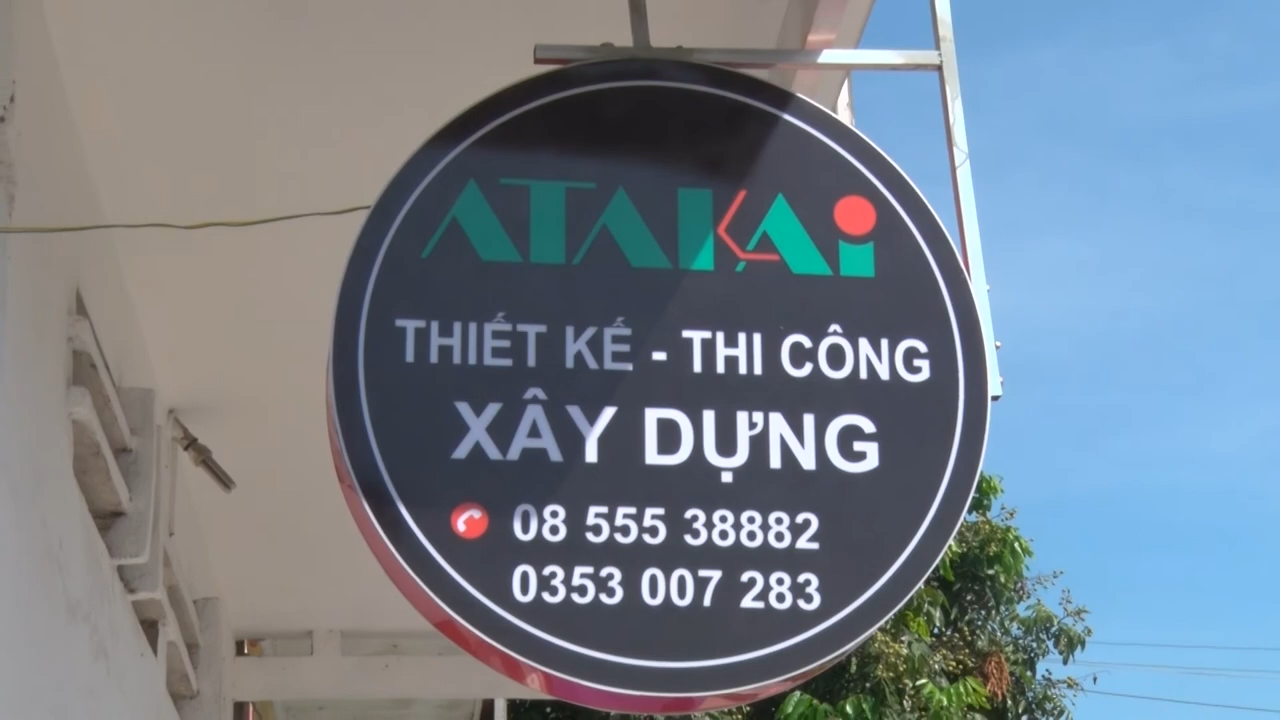 ATAKAi
THIẾT KẾ - THI CÔNG
XÂY DỰNG
08 555 38882
0353 007 283